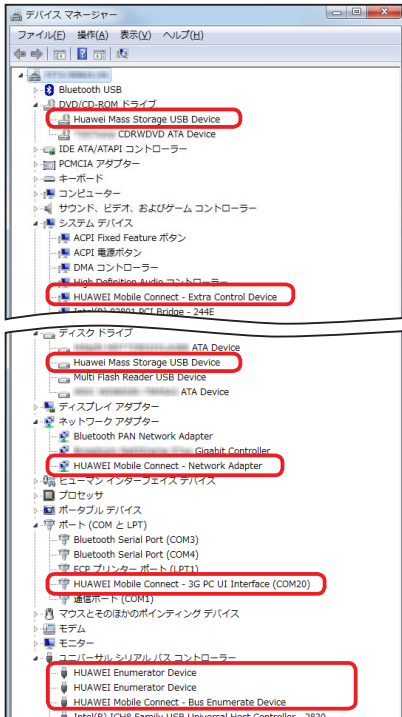 デバイス マネージャー
ファイル(F) 操作(A) 表示(V) ヘルプ(H)
Bluetooth USB
DVD/CD-ROM ドライブ
Huawei Mass Storage USB Device
CDRWDVD ATA Device
IDE ATA/ATAPI コントローラー
PCMCIA アダプター
キーボード
コンピューター
サウンド、ビデオ、およびゲーム コントローラー
システム デバイス
ACPI Fixed Feature ボタン
ACPI 電源ボタン
DMA コントローラー
High Definition Audio コントローラー
HUAWEI Mobile Connect - Extra Control Device
Intel(R) 82801 PCI Bridge - 244E
ディスク ドライブ
ATA Device
Huawei Mass Storage USB Device
Multi Flash Reader USB Device
ATA Device
ディスプレイ アダプター
ネットワーク アダプター
Bluetooth PAN Network Adapter
Gigabit Controller
HUAWEI Mobile Connect - Network Adapter
ヒューマン インターフェイス デバイス
プロセッサ
ポータブル デバイス
ポート (COM と LPT)
Bluetooth Serial Port (COM3)
Bluetooth Serial Port (COM4)
ECP プリンター ポート (LPT1)
HUAWEI Mobile Connect - 3G PC UI Interface (COM20)
通信ポート (COM1)
マウスとそのほかのポインティング デバイス
モデム
モニター
ユニバーサル シリアル バス コントローラー
HUAWEI Enumerator Device
HUAWEI Enumerator Device
HUAWEI Mobile Connect - Bus Enumerate Device
Intel(R) ICH8 Family USB Universal Host Controller - 2830